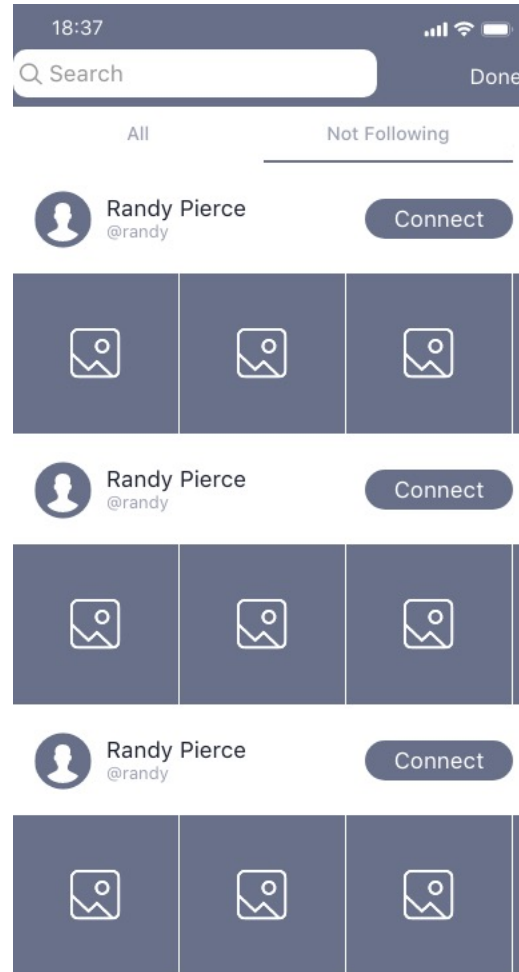 18:37
Search
Done
All Not Following
Randy Pierce
@randy
Connect
Randy Pierce
@randy
Connect
Randy Pierce
@randy
Connect